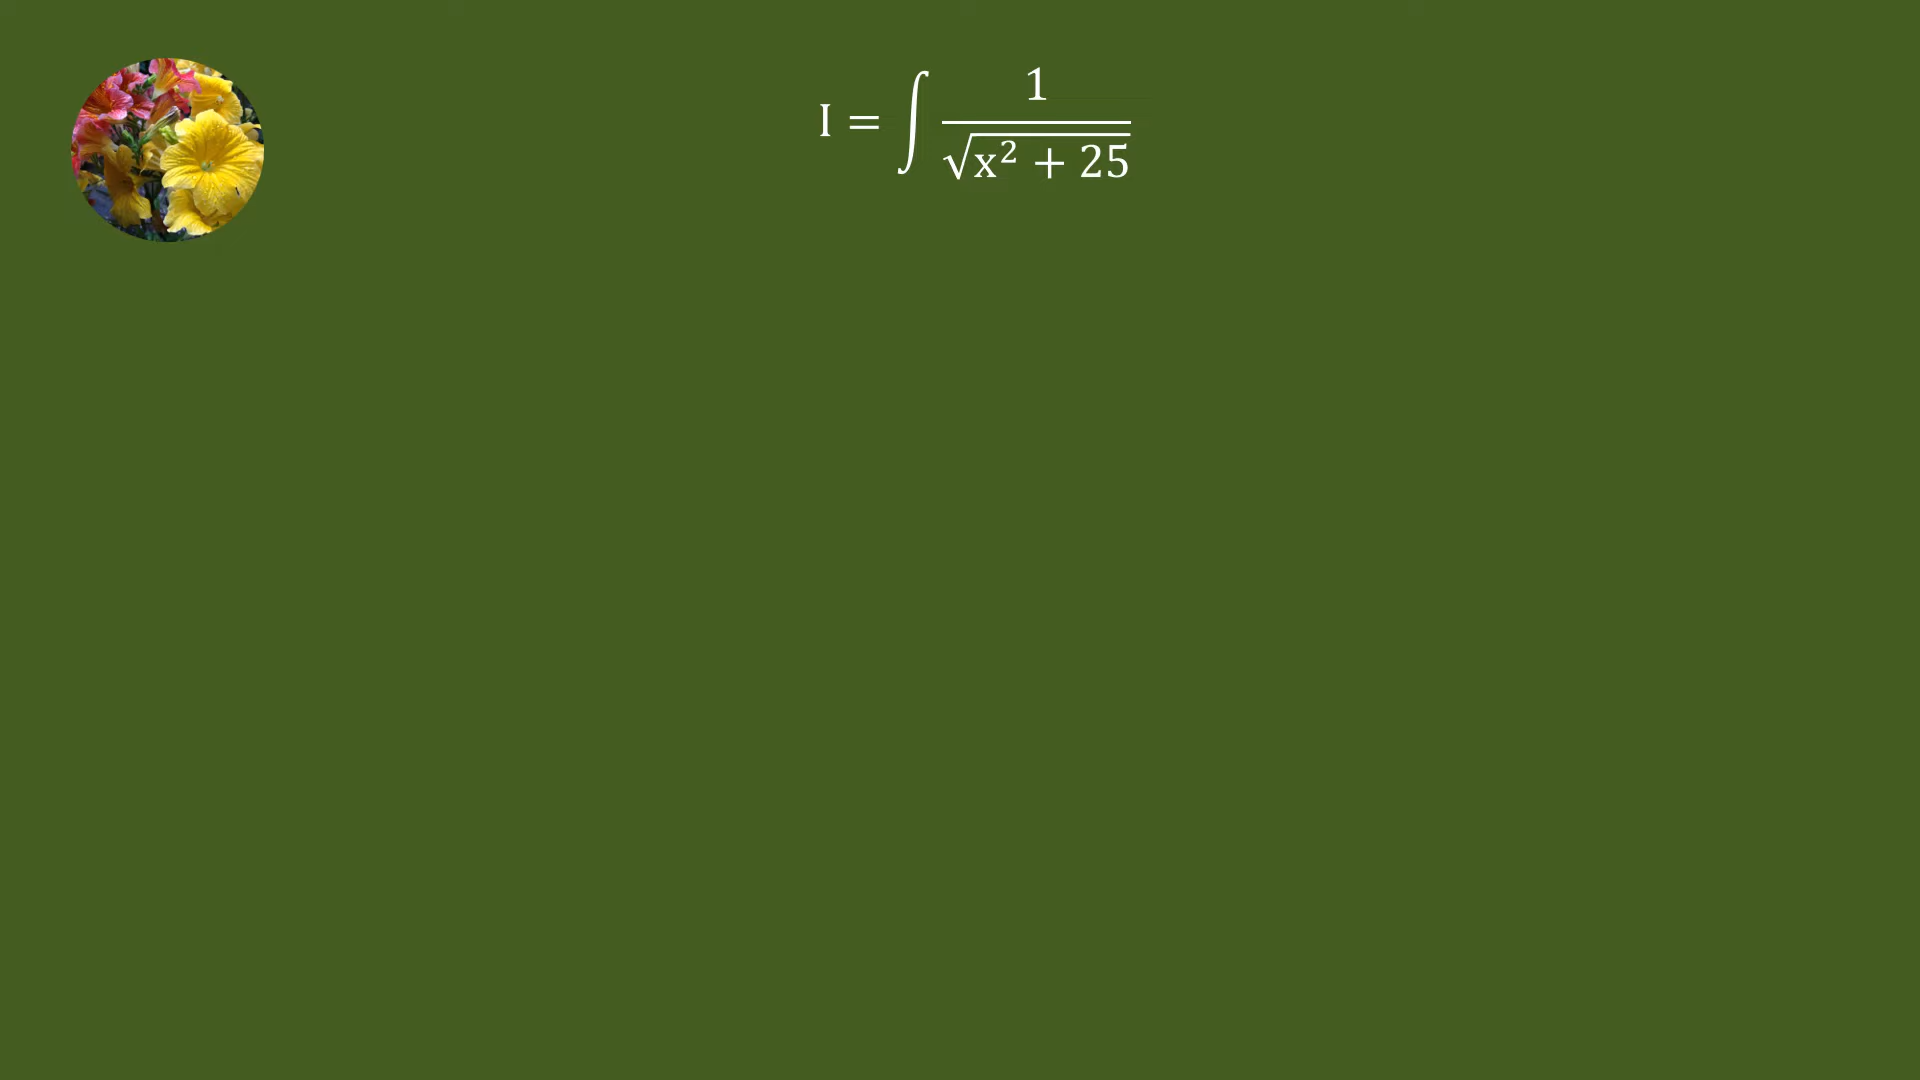 I = ∫ 1/√(x² + 25)